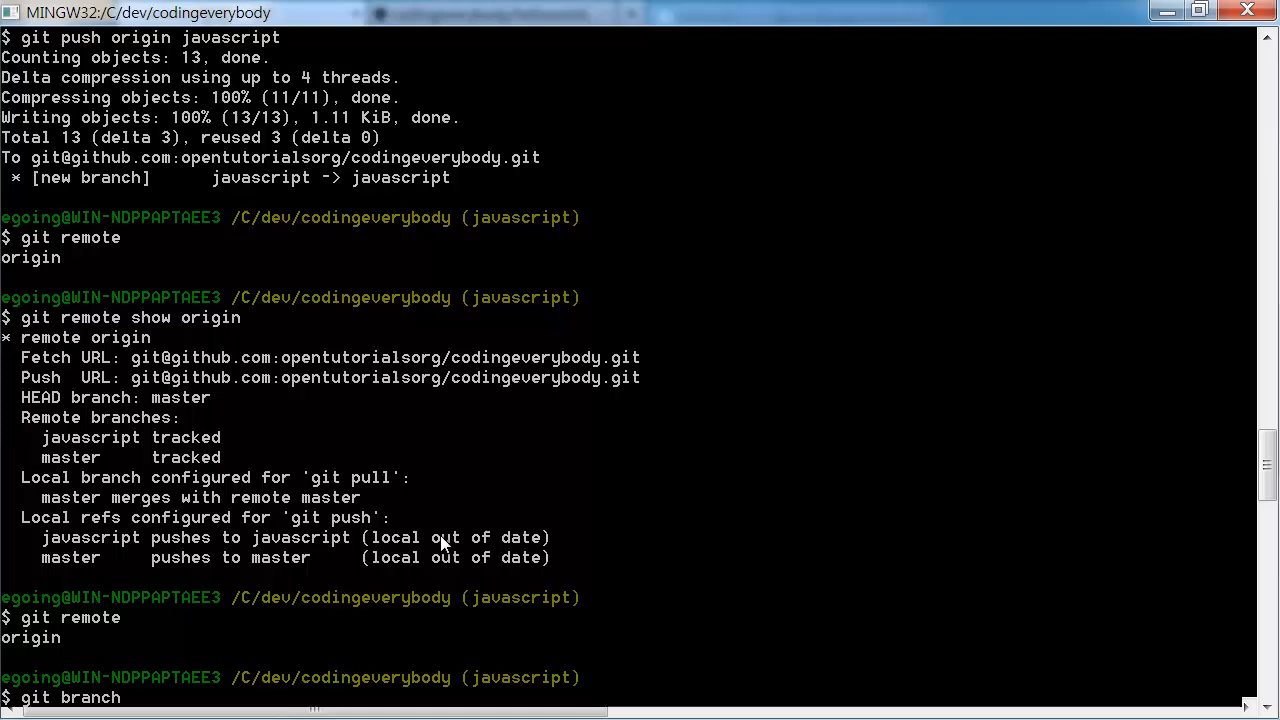 MINGW32:/C/dev/codingeverybody
$ git push origin javascript
Counting objects: 13, done.
Delta compression using up to 4 threads.
Compressing objects: 100% (11/11), done.
Writing objects: 100% (13/13), 1.11 KiB, done.
Total 13 (delta 3), reused 3 (delta 0)
To git@github.com:opentutorialsorg/codingeverybody.git
 * [new branch]      javascript -> javascript
egoing@WIN-NDPPAPTAEE3 /C/dev/codingeverybody (javascript)
$ git remote
origin
egoing@WIN-NDPPAPTAEE3 /C/dev/codingeverybody (javascript)
$ git remote show origin
* remote origin
  Fetch URL: git@github.com:opentutorialsorg/codingeverybody.git
  Push  URL: git@github.com:opentutorialsorg/codingeverybody.git
  HEAD branch: master
  Remote branches:
    javascript tracked
    master     tracked
  Local branch configured for 'git pull':
    master merges with remote master
  Local refs configured for 'git push':
    javascript pushes to javascript (local out of date)
    master     pushes to master     (local out of date)
egoing@WIN-NDPPAPTAEE3 /C/dev/codingeverybody (javascript)
$ git remote
origin
egoing@WIN-NDPPAPTAEE3 /C/dev/codingeverybody (javascript)
$ git branch